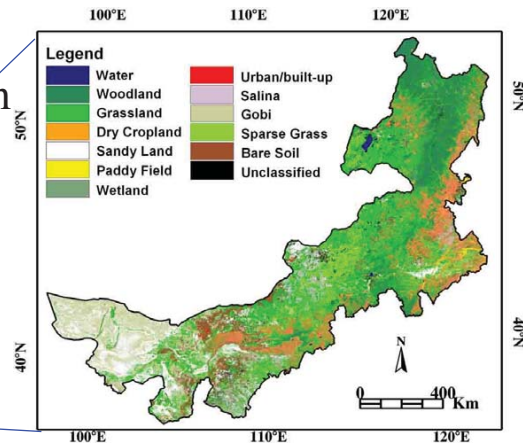 100°E 110°E 120°E
n
Legend
Water
Woodland
Grassland
Dry Cropland
Sandy Land
Paddy Field
Wetland
Urban/built-up
Salina
Gobi
Sparse Grass
Bare Soil
Unclassified
50°N
50°N
40°N
40°N
N
0 400
Km
100°E 110°E 120°E